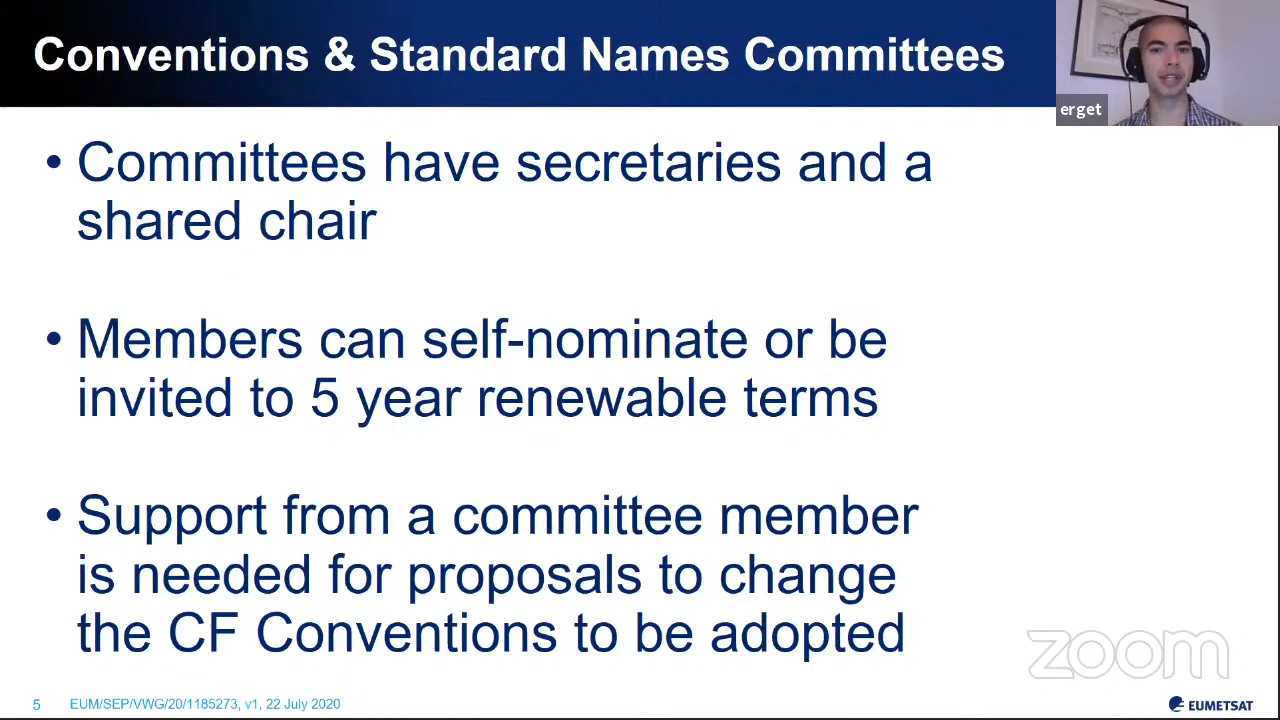 Conventions & Standard Names Committees
erget
• Committees have secretaries and a
shared chair
• Members can self-nominate or be
invited to 5 year renewable terms
• Support from a committee member
is needed for proposals to change
the CF Conventions to be adopted
zoom
5 EUM/SEP/VWG/20/1185273, v1, 22 July 2020
EUMETSAT